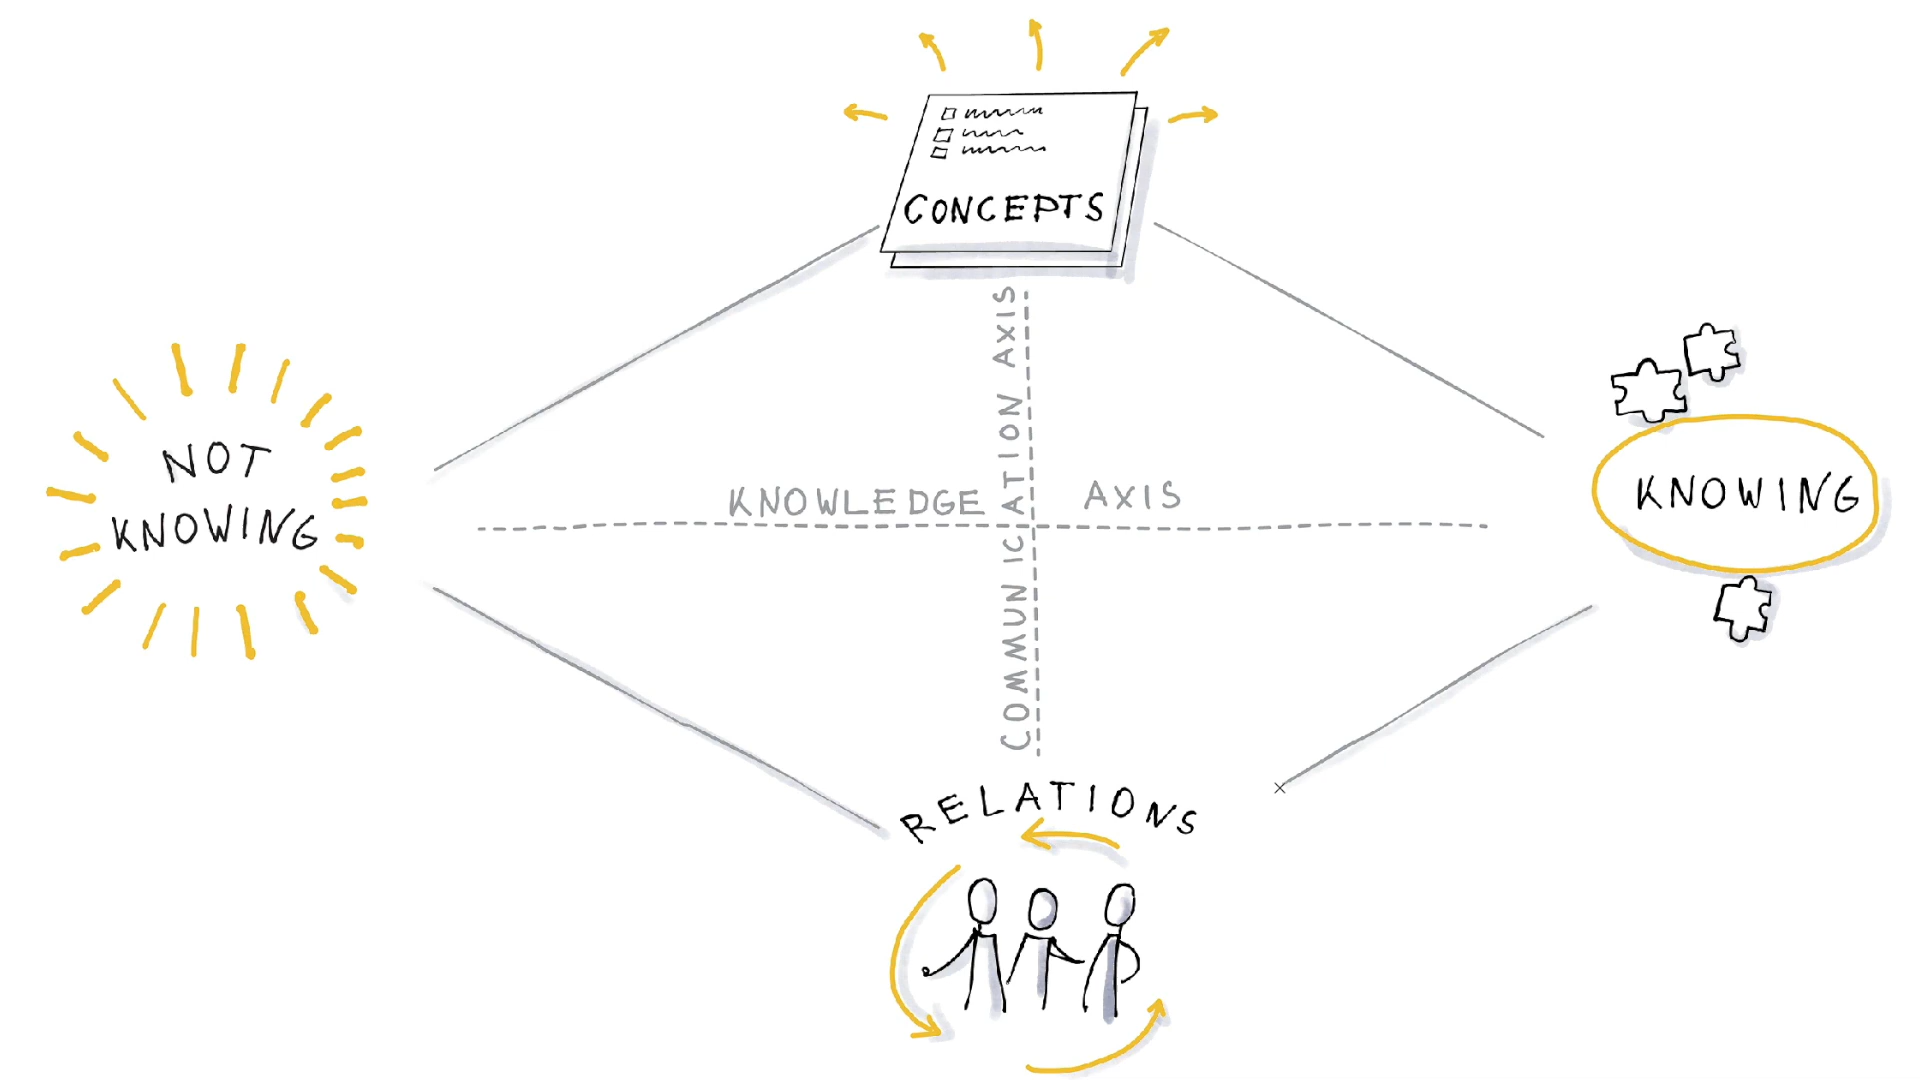 CONCEPTS
COMMUNICATION AXIS
NOT
KNOWING
KNOWLEDGE AXIS
KNOWING
RELATIONS